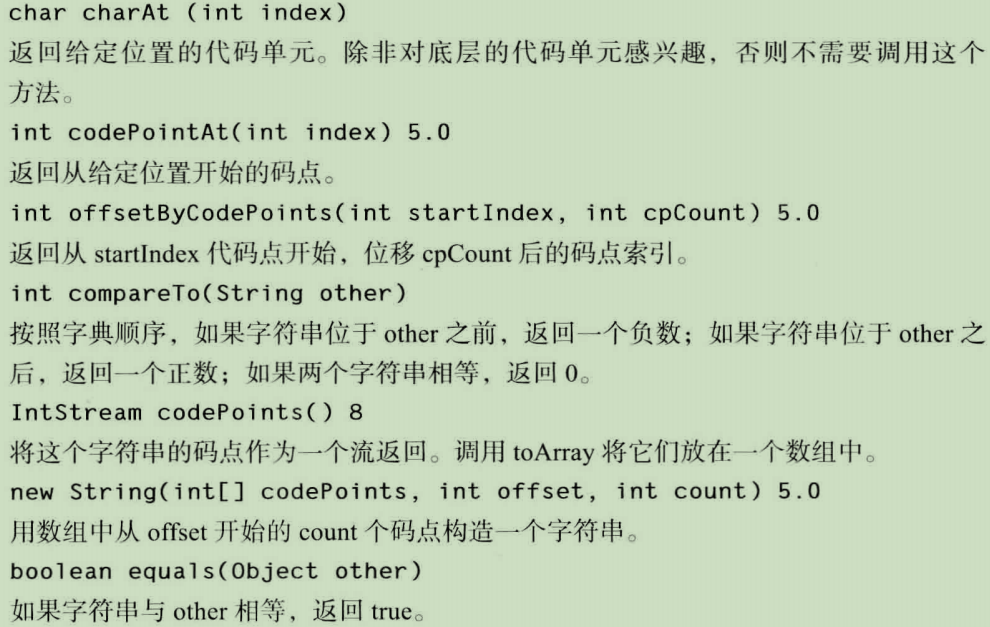 char charAt (int index)
返回给定位置的代码单元。除非对底层的代码单元感兴趣，否则不需要调用这个
方法。
int codePointAt(int index) 5.0
返回从给定位置开始的码点。
int offsetByCodePoints(int startIndex, int cpCount) 5.0
返回从 startIndex 代码点开始，位移 cpCount 后的码点索引。
int compareTo(String other)
按照字典顺序，如果字符串位于 other 之前，返回一个负数；如果字符串位于 other 之
后，返回一个正数；如果两个字符串相等，返回 0。
IntStream codePoints() 8
将这个字符串的码点作为一个流返回。调用 toArray 将它们放在一个数组中。
new String(int[] codePoints, int offset, int count) 5.0
用数组中从 offset 开始的 count 个码点构造一个字符串。
boolean equals(Object other)
如果字符串与 other 相等，返回 true。